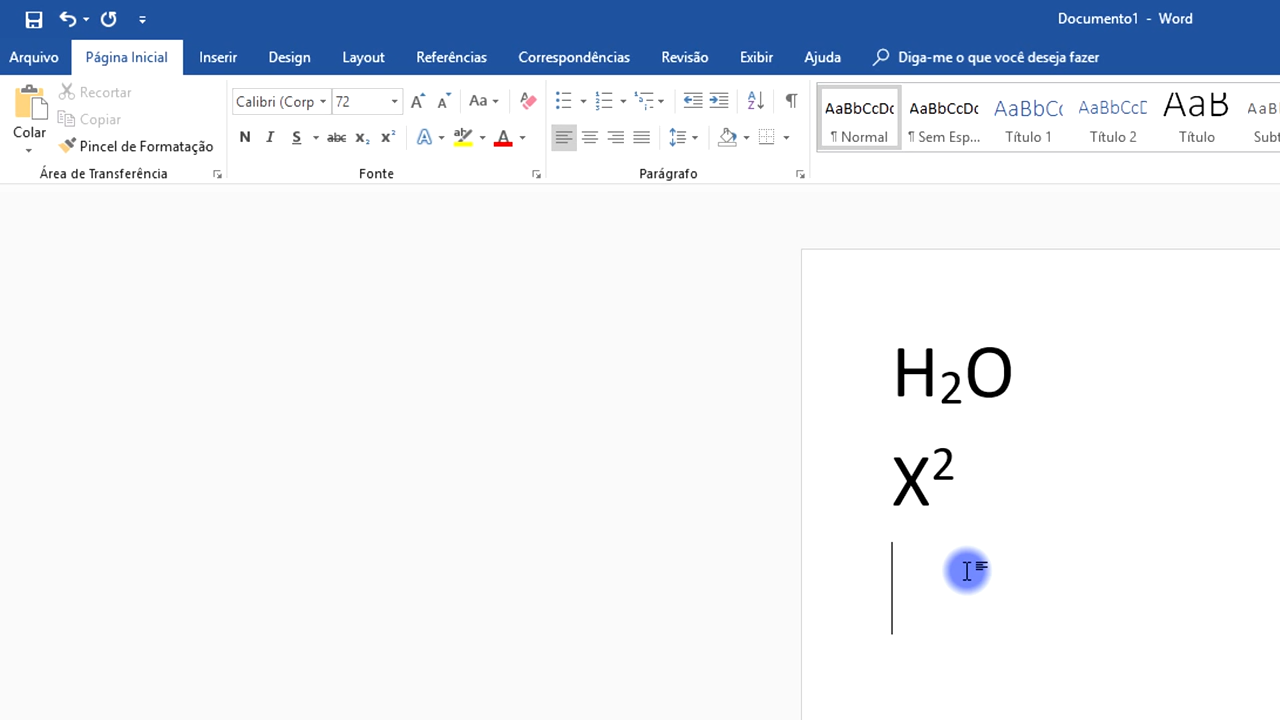 Documento1 - Word
Arquivo Página Inicial Inserir Design Layout Referências Correspondências Revisão Exibir Ajuda Diga-me o que você deseja fazer
Colar
Recortar
Copiar
Pincel de Formatação
Área de Transferência
Calibri (Corp 72 Aa
N I S abc x₂ x² A ab A
Fonte
Parágrafo
AaBbCcDc AaBbCcDc AaBbCc AaBbCcD AaB AaB
¶ Normal ¶ Sem Esp... Título 1 Título 2 Título Subt
H₂O
X²